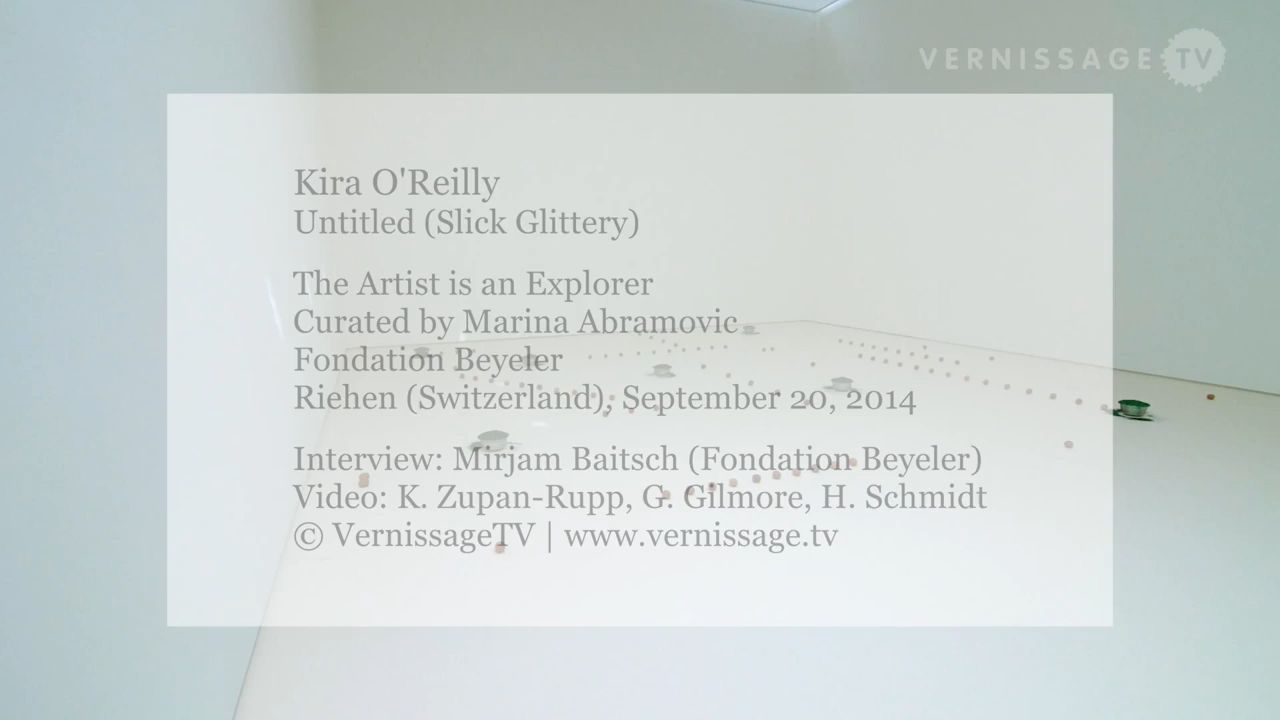 VERNISSAGE TV
Kira O'Reilly
Untitled (Slick Glittery)
The Artist is an Explorer
Curated by Marina Abramovic
Fondation Beyeler
Riehen (Switzerland), September 20, 2014
Interview: Mirjam Baitsch (Fondation Beyeler)
Video: K. Zupan-Rupp, G. Gilmore, H. Schmidt
© VernissageTV | www.vernissage.tv